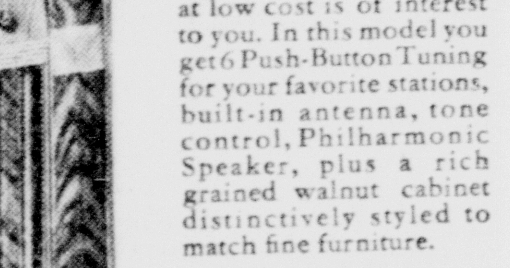 at low cost is of interest
to you. In this model you
get 6 Push-Button Tuning
for your favorite stations,
built-in antenna, tone
control, Philharmonic
Speaker, plus a rich
grained walnut cabinet
distinctively styled to
match fine furniture.